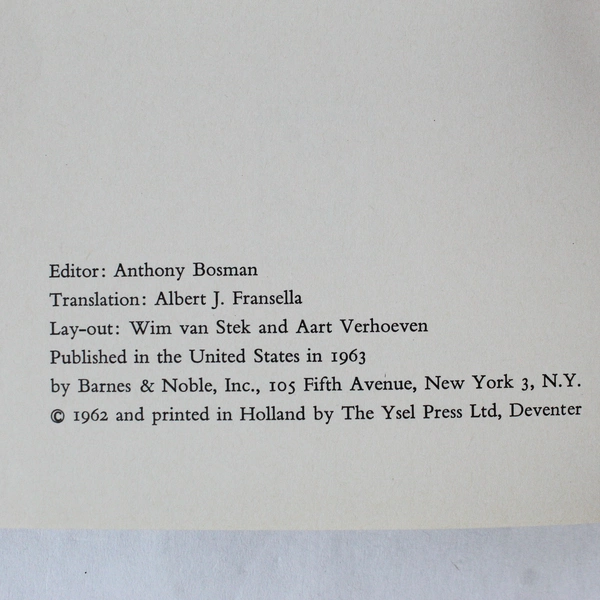 Editor: Anthony Bosman
Translation: Albert J. Fransella
Lay-out: Wim van Stek and Aart Verhoeven
Published in the United States in 1963
by Barnes & Noble, Inc., 105 Fifth Avenue, New York 3, N.Y.
© 1962 and printed in Holland by The Ysel Press Ltd, Deventer